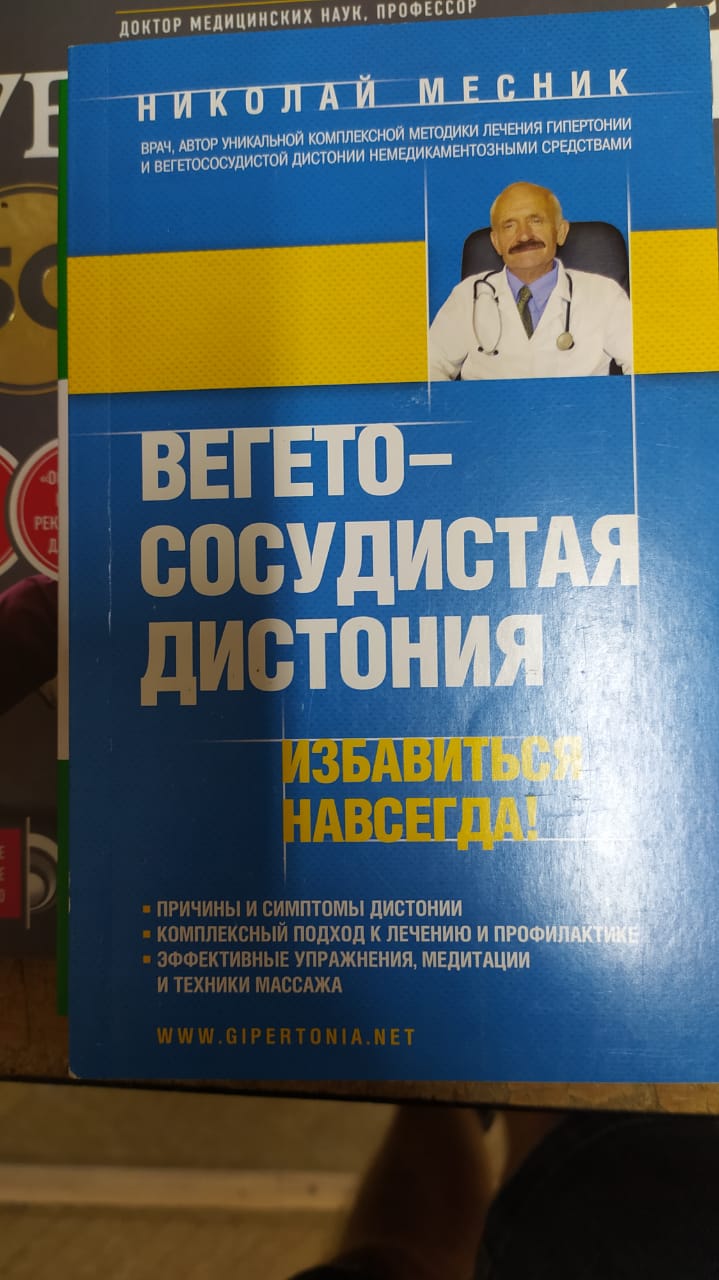 ДОКТОР МЕДИЦИНСКИХ НАУК, ПРОФЕССОР
НИКОЛАЙ МЕСНИК
ВРАЧ, АВТОР УНИКАЛЬНОЙ КОМПЛЕКСНОЙ МЕТОДИКИ ЛЕЧЕНИЯ ГИПЕРТОНИИ
И ВЕГЕТОСОСУДИСТОЙ ДИСТОНИИ НЕМЕДИКАМЕНТОЗНЫМИ СРЕДСТВАМИ
ВЕГЕТО–
СОСУДИСТАЯ
ДИСТОНИЯ
ИЗБАВИТЬСЯ
НАВСЕГДА!
▪ ПРИЧИНЫ И СИМПТОМЫ ДИСТОНИИ
▪ КОМПЛЕКСНЫЙ ПОДХОД К ЛЕЧЕНИЮ И ПРОФИЛАКТИКЕ
▪ ЭФФЕКТИВНЫЕ УПРАЖНЕНИЯ, МЕДИТАЦИИ
И ТЕХНИКИ МАССАЖА
WWW.GIPERTONIA.NET